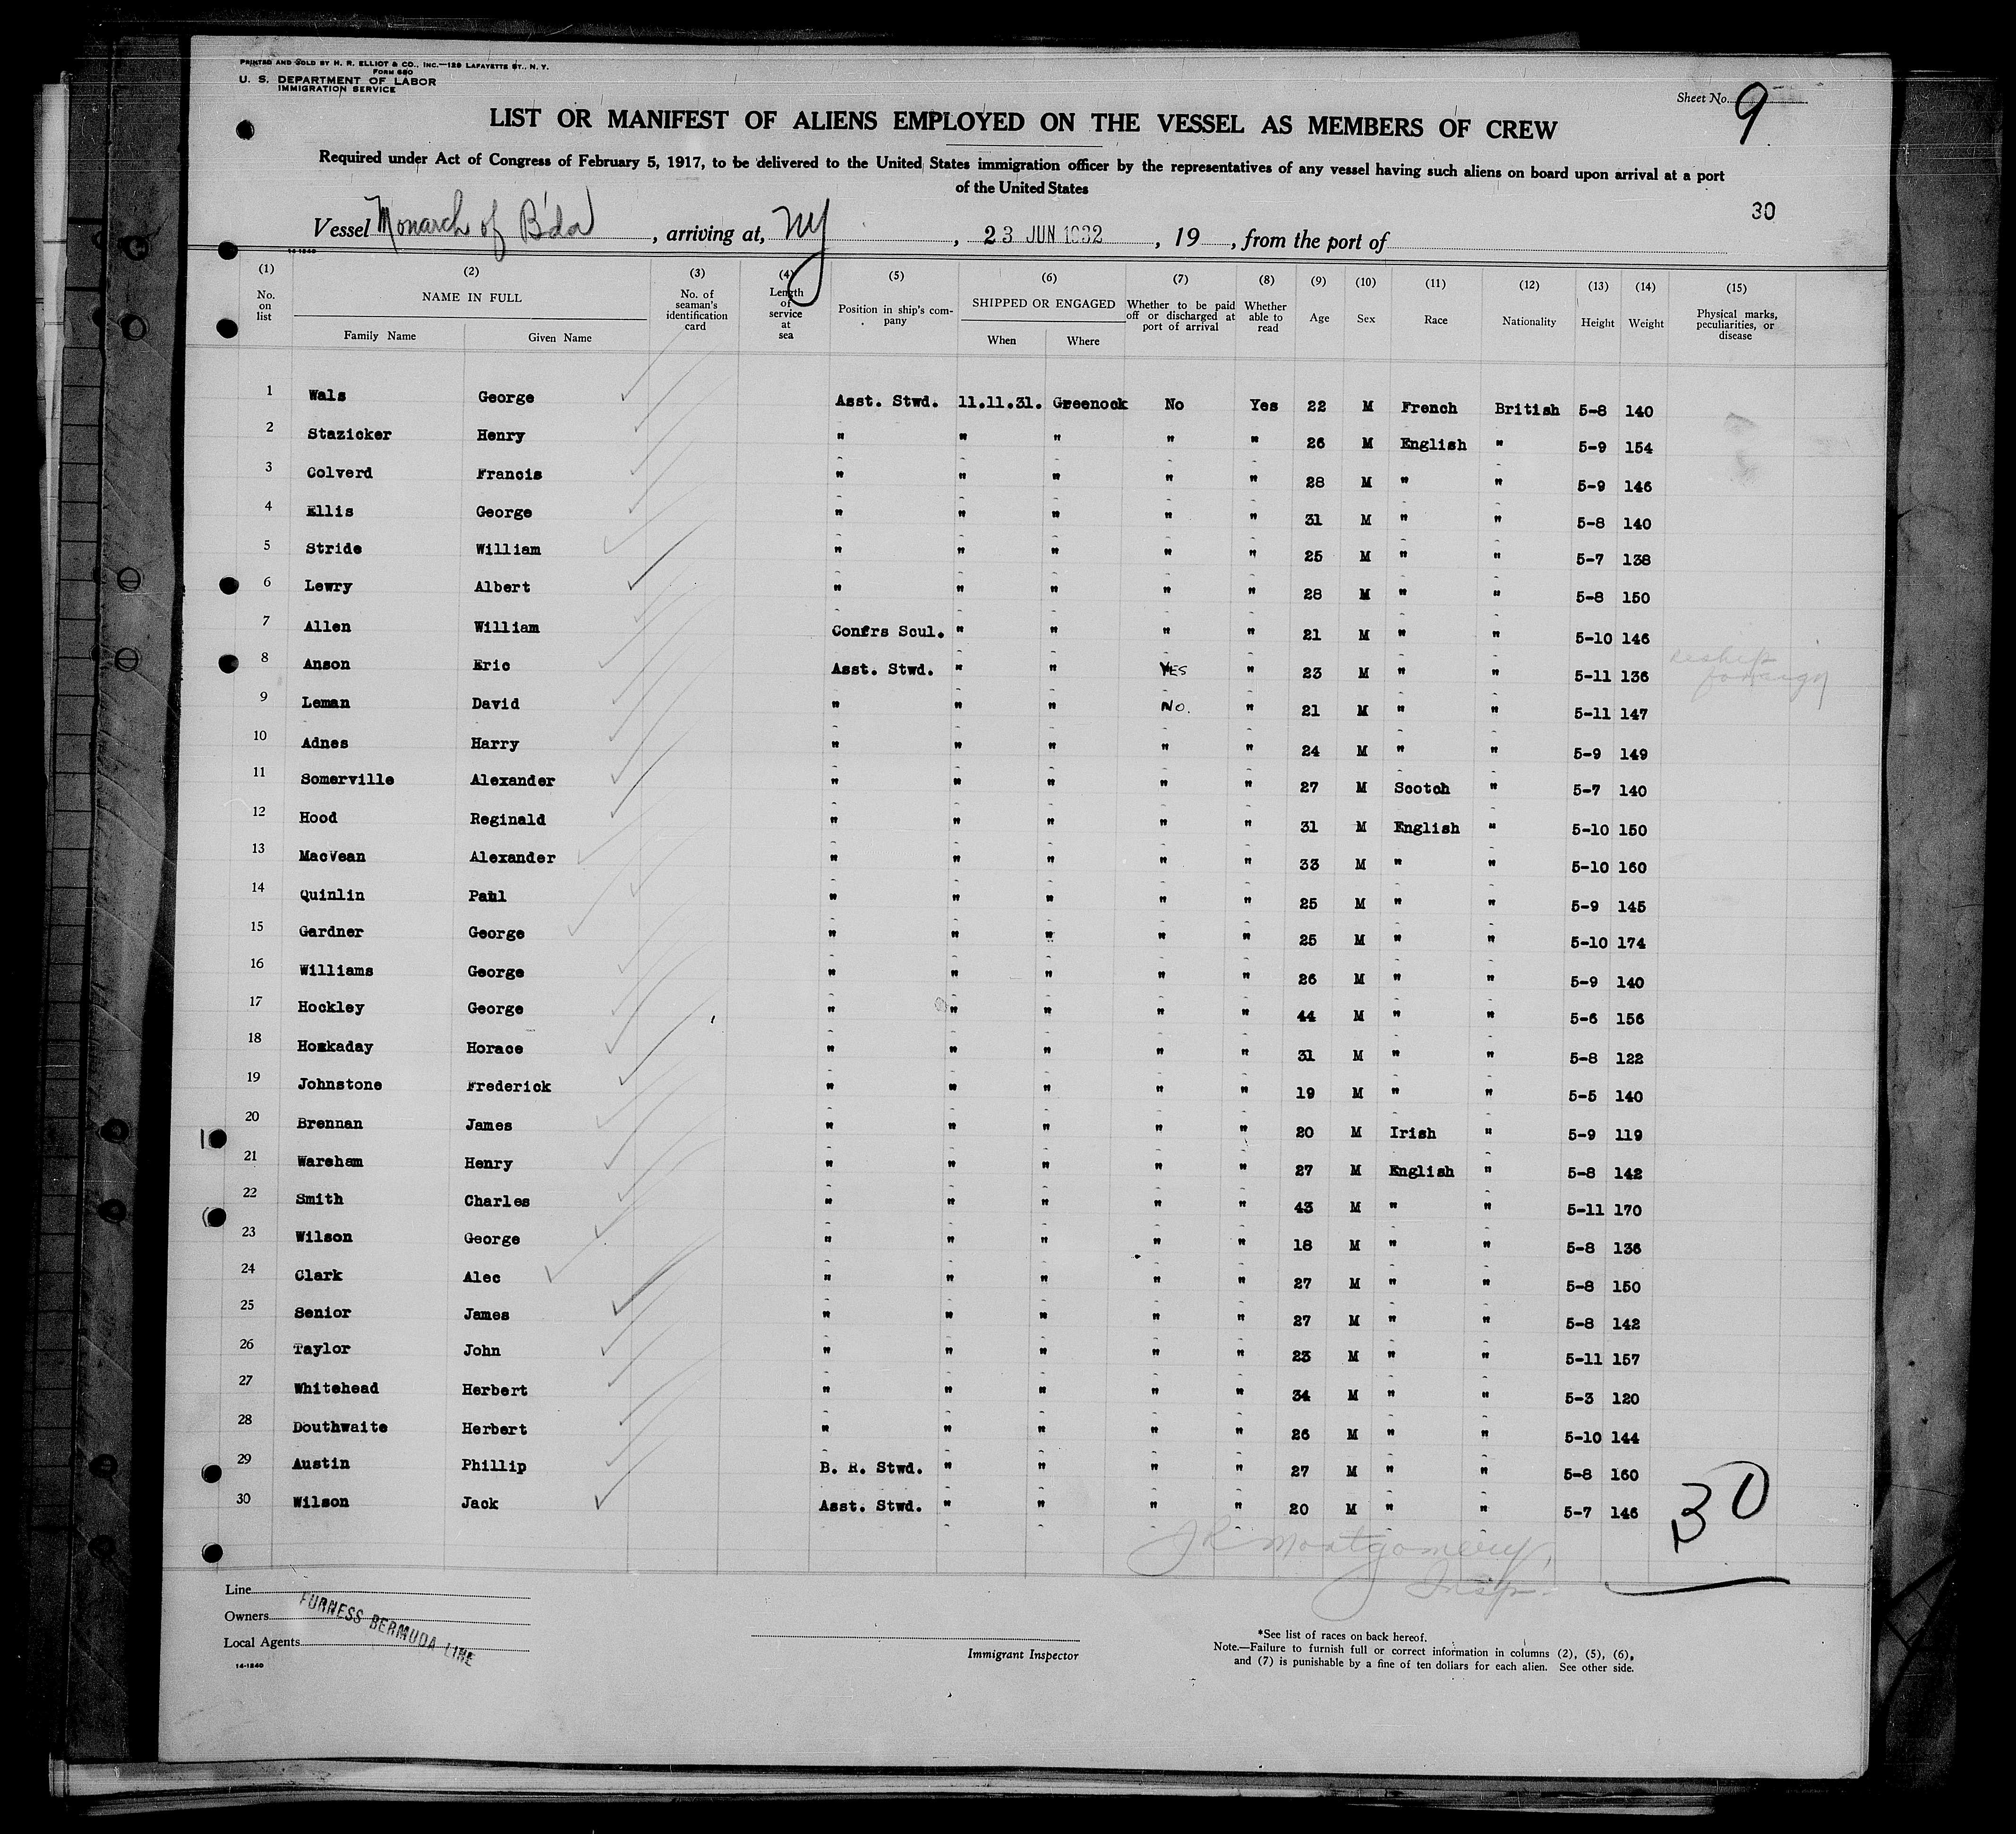 PRINTED AND SOLD BY H. R. ELLIOT & CO., INC.—129 LAFAYETTE ST., N. Y.
FORM 680
U. S. DEPARTMENT OF LABOR
IMMIGRATION SERVICE
Sheet No. 9
LIST OR MANIFEST OF ALIENS EMPLOYED ON THE VESSEL AS MEMBERS OF CREW
Required under Act of Congress of February 5, 1917, to be delivered to the United States immigration officer by the representatives of any vessel having such aliens on board upon arrival at a port
of the United States
30
Vessel Monarch of B'da, arriving at, NY, 23 JUN 1932, 19, from the port of
14-1240
(1) (2) (3) (4) (5) (6) (7) (8) (9) (10) (11) (12) (13) (14) (15)
No. on list NAME IN FULL Family Name Given Name No. of seaman's identification card Length of service at sea Position in ship's company SHIPPED OR ENGAGED When Where Whether to be paid off or discharged at port of arrival Whether able to read Age Sex Race Nationality Height Weight Physical marks, peculiarities, or disease
1 Wals George Asst. Stwd. 11.11.31. Greenock No Yes 22 M French British 5-8 140
2 Stazicker Henry " " " " " 26 M English " 5-9 154
3 Colverd Francis " " " " " 28 M " " 5-9 146
4 Ellis George " " " " " 31 M " " 5-8 140
5 Stride William " " " " " 25 M " " 5-7 138
6 Lewry Albert " " " " " 28 M " " 5-8 150
7 Allen William Confrs Scul. " " " " 21 M " " 5-10 146
8 Anson Eric Asst. Stwd. " " YES " 23 M " " 5-11 136 Reship foreign
9 Leman David " " " No. " 21 M " " 5-11 147
10 Adnes Harry " " " " " 24 M " " 5-9 149
11 Somerville Alexander " " " " " 27 M Scotch " 5-7 140
12 Hood Reginald " " " " " 31 M English " 5-10 150
13 MacVean Alexander " " " " " 33 M " " 5-10 160
14 Quinlin Paul " " " " " 25 M " " 5-9 145
15 Gardner George " " " " " 25 M " " 5-10 174
16 Williams George " " " " " 26 M " " 5-9 140
17 Hockley George " " " " " 44 M " " 5-6 156
18 Horace " " " " " 31 M " " 5-8 122
19 Johnstone Frederick " " " " " 19 M " " 5-5 140
20 Brennan James " " " " " 20 M Irish " 5-9 119
21 Wareham Henry " " " " " 27 M English " 5-8 142
22 Smith Charles " " " " " 43 M " " 5-11 170
23 Wilson George " " " " " 18 M " " 5-8 136
24 Clark Alec " " " " " 27 M " " 5-8 150
25 Senior James " " " " " 27 M " " 5-8 142
26 Taylor John " " " " " 23 M " " 5-11 157
27 Whitehead Herbert " " " " " 34 M " " 5-3 120
28 Douthwaite Herbert " " " " " 26 M " " 5-10 144
29 Austin Phillip B. R. Stwd. " " " " 27 M " " 5-8 160
30 Wilson Jack Asst. Stwd. " " " " 20 M " " 5-7 146
30
JR Montgomery
Insp.
Line
Owners FURNESS BERMUDA LINE
Local Agents
14-1240
Immigrant Inspector
*See list of races on back hereof.
Note.—Failure to furnish full or correct information in columns (2), (5), (6),
and (7) is punishable by a fine of ten dollars for each alien. See other side.